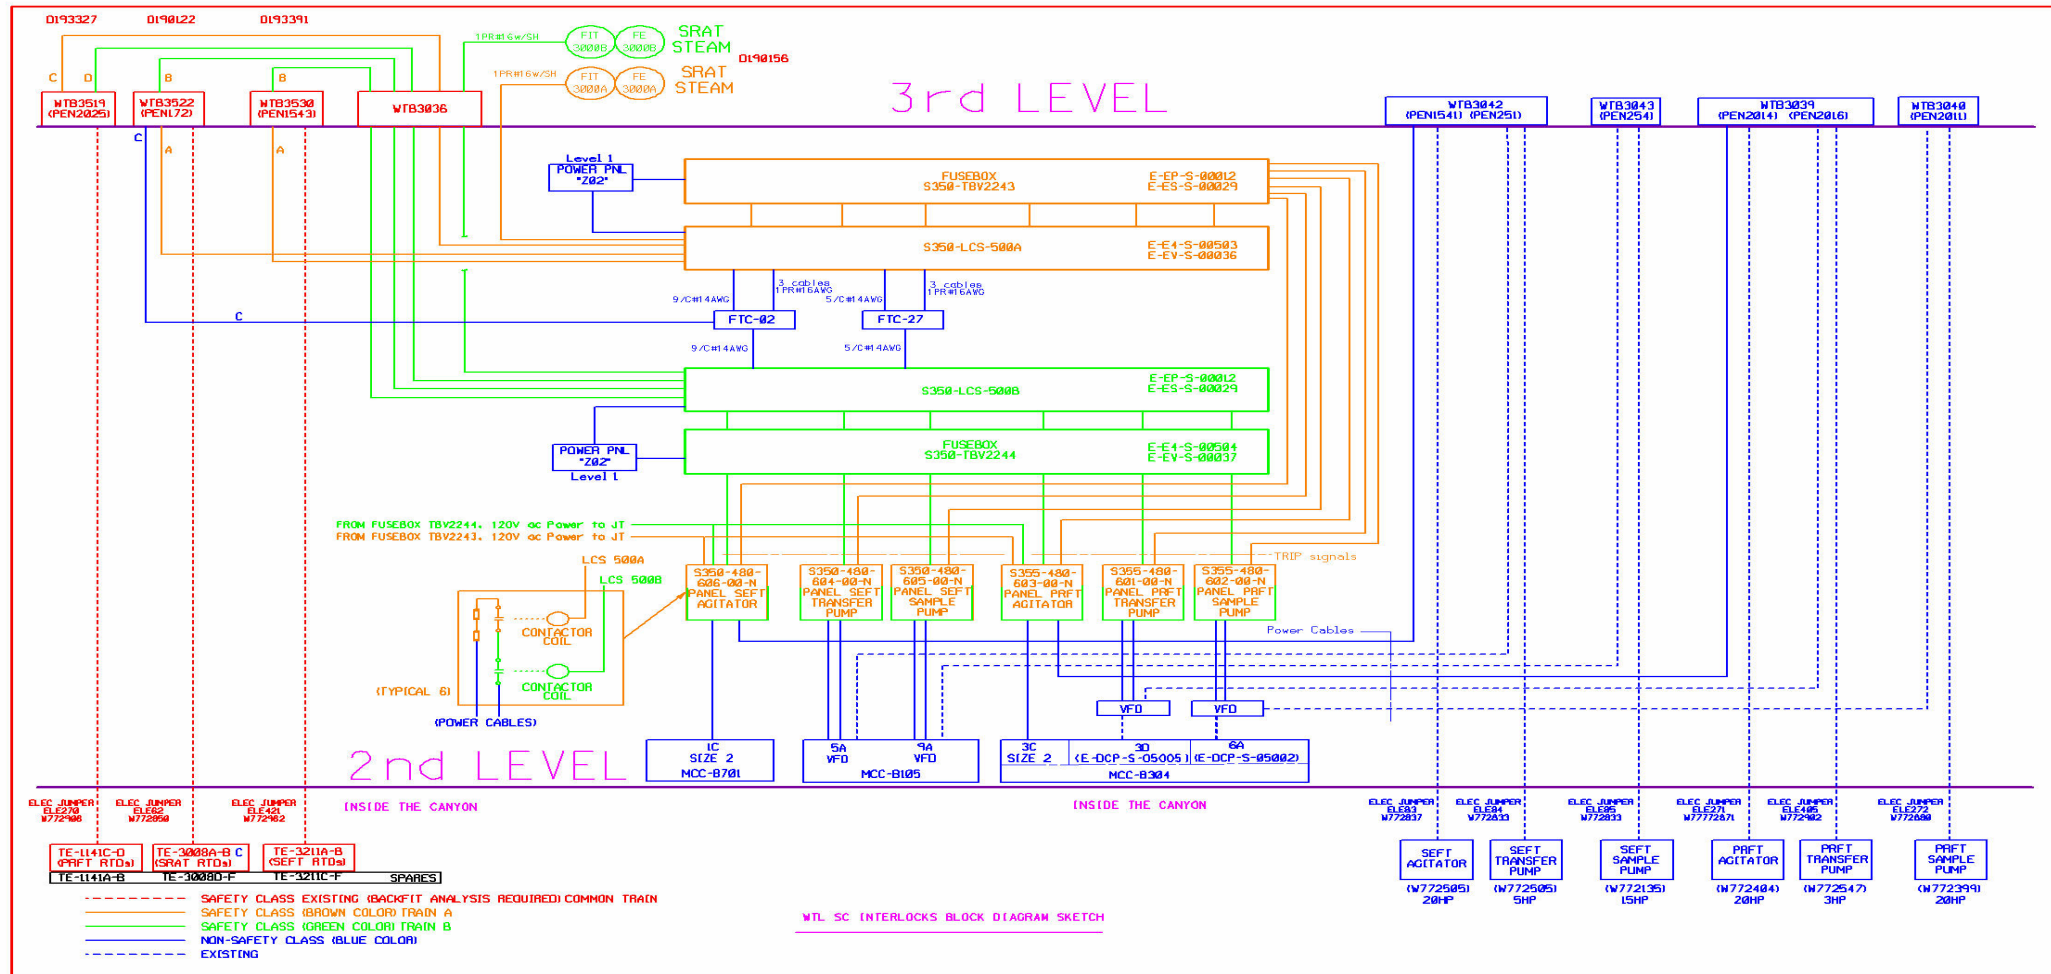 D193327
D190122
D193391
1PR#16w/SH
FIT 3000B
FE 3000B
SRAT
STEAM
D190156
1PR#16w/SH
FIT 3000A
FE 3000A
SRAT
STEAM
C
D
B
B
3rd LEVEL
WTB3519
(PEN2025)
WTB3522
(PEN172)
WTB3530
(PEN1543)
WTB3036
WTB3042
(PEN1541) (PEN251)
WTB3043
(PEN254)
WTB3039
(PEN2014) (PEN2016)
WTB3040
(PEN2011)
C
A
A
Level 1
POWER PNL
"Z02"
FUSEBOX
S350-TBV2243
E-EP-S-00012
E-ES-S-00029
S350-LCS-500A
E-E4-S-00503
E-EV-S-00036
9/C#14AWG
3 cables
1PR#16AWG
5/C#14AWG
3 cables
1PR#16AWG
C
FTC-02
FTC-27
9/C#14AWG
5/C#14AWG
S350-LCS-500B
E-EP-S-00012
E-ES-S-00029
POWER PNL
"Z02"
Level 1
FUSEBOX
S350-TBV2244
E-E4-S-00504
E-EV-S-00037
FROM FUSEBOX TBV2244, 120V ac Power to JT
FROM FUSEBOX TBV2243, 120V ac Power to JT
TRIP signals
LCS 500A
LCS 500B
CONTACTOR
COIL
CONTACTOR
COIL
(TYPICAL 6)
(POWER CABLES)
S350-480-
606-00-N
PANEL SEFT
AGITATOR
S350-480-
604-00-N
PANEL SEFT
TRANSFER
PUMP
S350-480-
605-00-N
PANEL SEFT
SAMPLE
PUMP
S355-480-
603-00-N
PANEL PRFT
AGITATOR
S355-480-
601-00-N
PANEL PRFT
TRANSFER
PUMP
S355-480-
602-00-N
PANEL PRFT
SAMPLE
PUMP
Power Cables
VFD
VFD
2nd LEVEL
1C
SIZE 2
MCC-B701
5A
VFD
9A
VFD
MCC-B105
3C
SIZE 2
3D
(E-DCP-S-05005)
6A
(E-DCP-S-05002)
MCC-B304
ELEC JUMPER
ELE270
W772908
ELEC JUMPER
ELE62
W772850
ELEC JUMPER
ELE421
W772982
INSIDE THE CANYON
INSIDE THE CANYON
ELEC JUMPER
ELE83
W772837
ELEC JUMPER
ELE84
W772833
ELEC JUMPER
ELE85
W772833
ELEC JUMPER
ELE271
W7772871
ELEC JUMPER
ELE405
W772902
ELEC JUMPER
ELE272
W772880
TE-1141C-D
(PRFT RTDs)
TE-3008A-B C
(SRAT RTDs)
TE-3211A-B
(SEFT RTDs)
TE-1141A-B
TE-3008D-F
TE-3211C-F
SPARES
SEFT
AGITATOR
(W772505)
20HP
SEFT
TRANSFER
PUMP
(W772505)
5HP
SEFT
SAMPLE
PUMP
(W772135)
15HP
PRFT
AGITATOR
(W772404)
20HP
PRFT
TRANSFER
PUMP
(W772547)
3HP
PRFT
SAMPLE
PUMP
(W772399)
20HP
SAFETY CLASS EXISTING (BACKFIT ANALYSIS REQUIRED) COMMON TRAIN
SAFETY CLASS (BROWN COLOR) TRAIN A
SAFETY CLASS (GREEN COLOR) TRAIN B
NON-SAFETY CLASS (BLUE COLOR)
EXISTING
WTL SC INTERLOCKS BLOCK DIAGRAM SKETCH